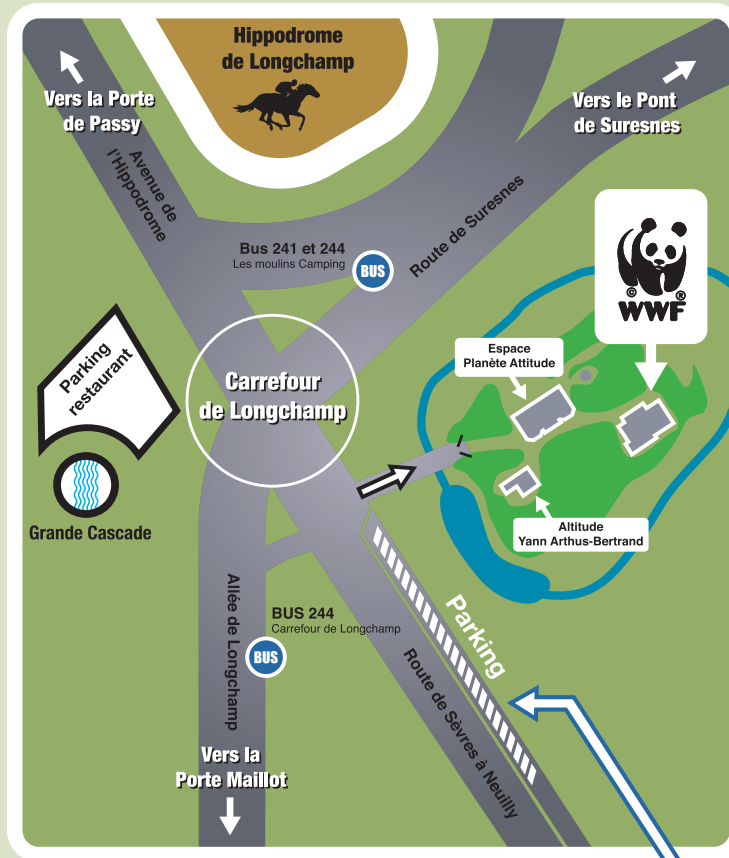 Hippodrome
de Longchamp
Vers la Porte
de Passy
Vers le Pont
de Suresnes
Avenue de
l'Hippodrome
Route de Suresnes
Bus 241 et 244
Les moulins Camping
BUS
© WWF ®
Espace
Planète Attitude
Parking
restaurant
Carrefour
de Longchamp
Grande Cascade
Altitude
Yann Arthus-Bertrand
Allée de Longchamp
BUS 244
Carrefour de Longchamp
BUS
Parking
Route de Sèvres à Neuilly
Vers la
Porte Maillot